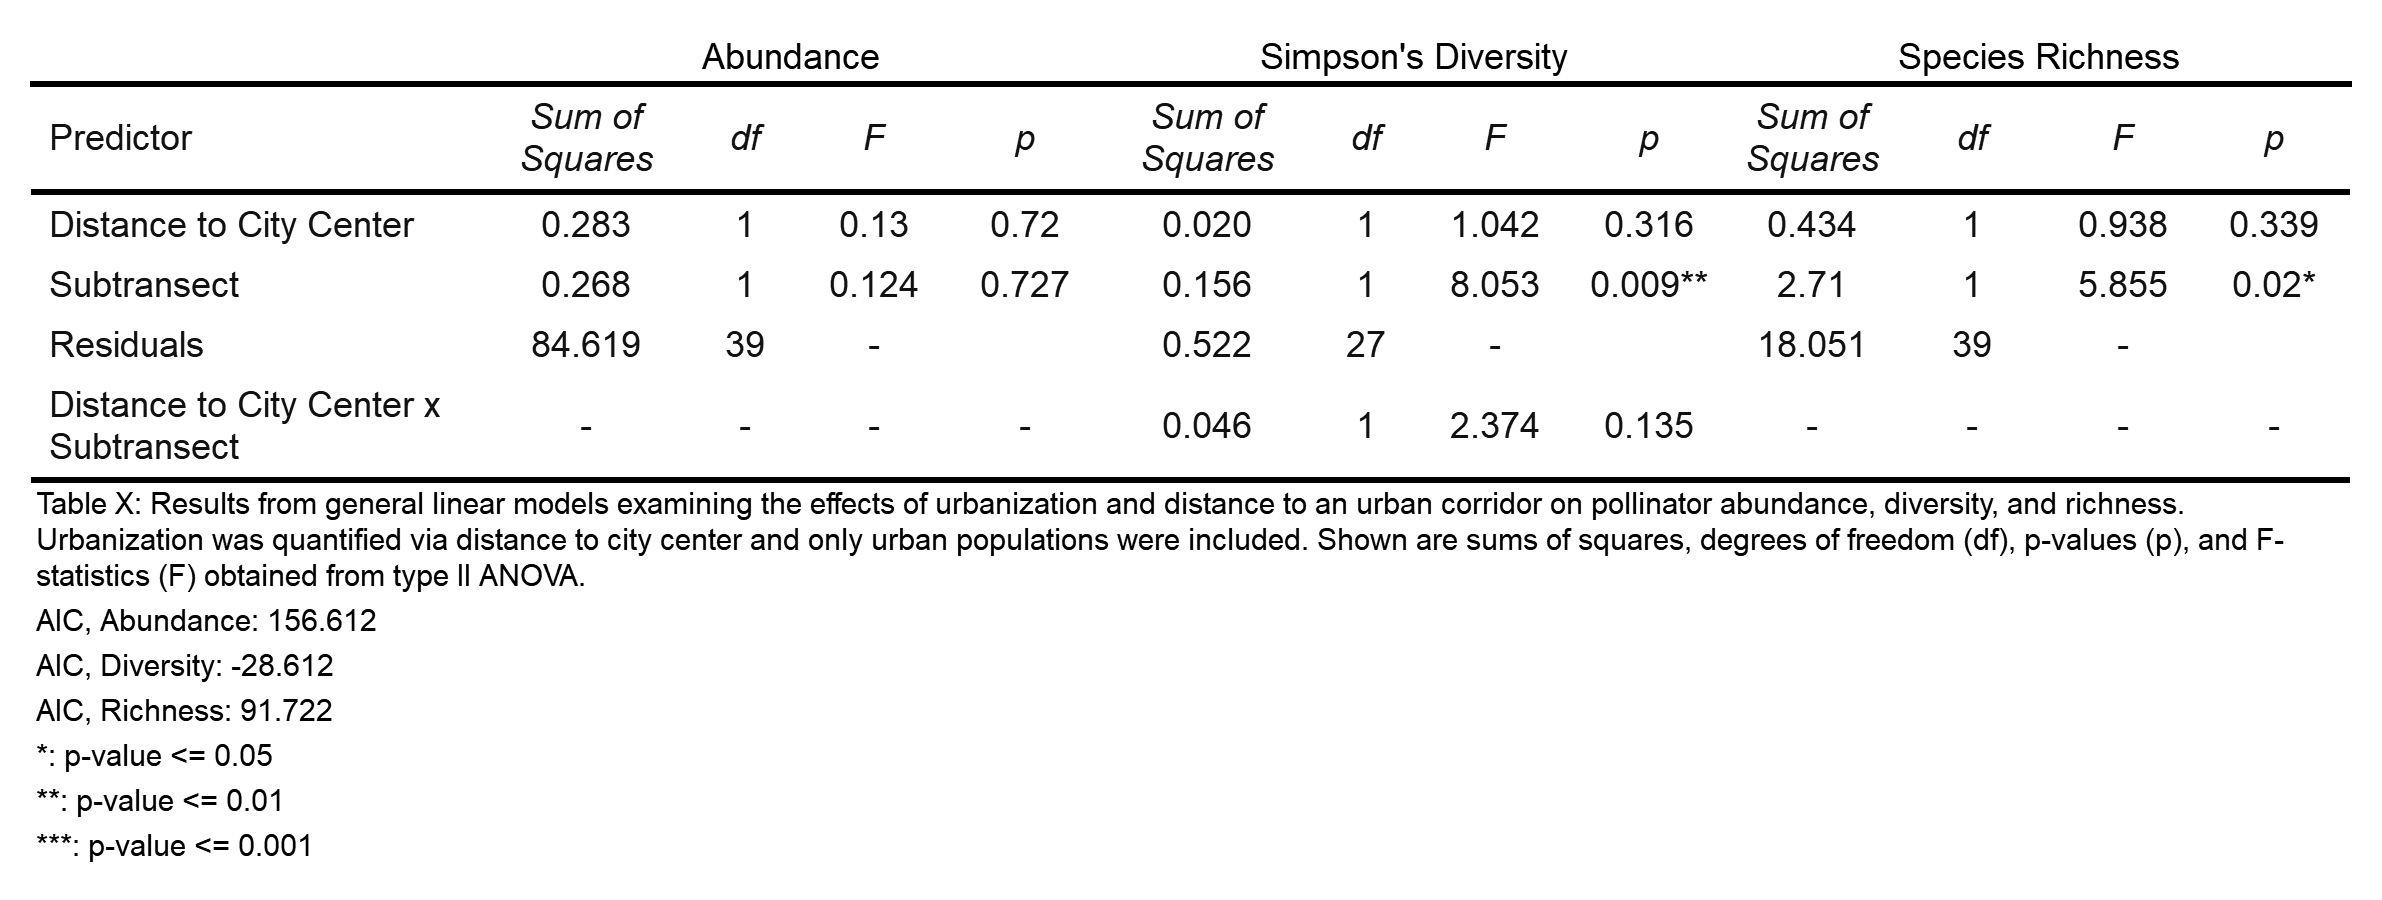 Abundance Simpson's Diversity Species Richness
Predictor Sum of Squares df F p Sum of Squares df F p Sum of Squares df F p
Distance to City Center 0.283 1 0.13 0.72 0.020 1 1.042 0.316 0.434 1 0.938 0.339
Subtransect 0.268 1 0.124 0.727 0.156 1 8.053 0.009** 2.71 1 5.855 0.02*
Residuals 84.619 39 - 0.522 27 - 18.051 39 -
Distance to City Center x
Subtransect - - - - 0.046 1 2.374 0.135 - - - -
Table X: Results from general linear models examining the effects of urbanization and distance to an urban corridor on pollinator abundance, diversity, and richness.
Urbanization was quantified via distance to city center and only urban populations were included. Shown are sums of squares, degrees of freedom (df), p-values (p), and F-
statistics (F) obtained from type II ANOVA.
AIC, Abundance: 156.612
AIC, Diversity: -28.612
AIC, Richness: 91.722
*: p-value <= 0.05
**: p-value <= 0.01
***: p-value <= 0.001